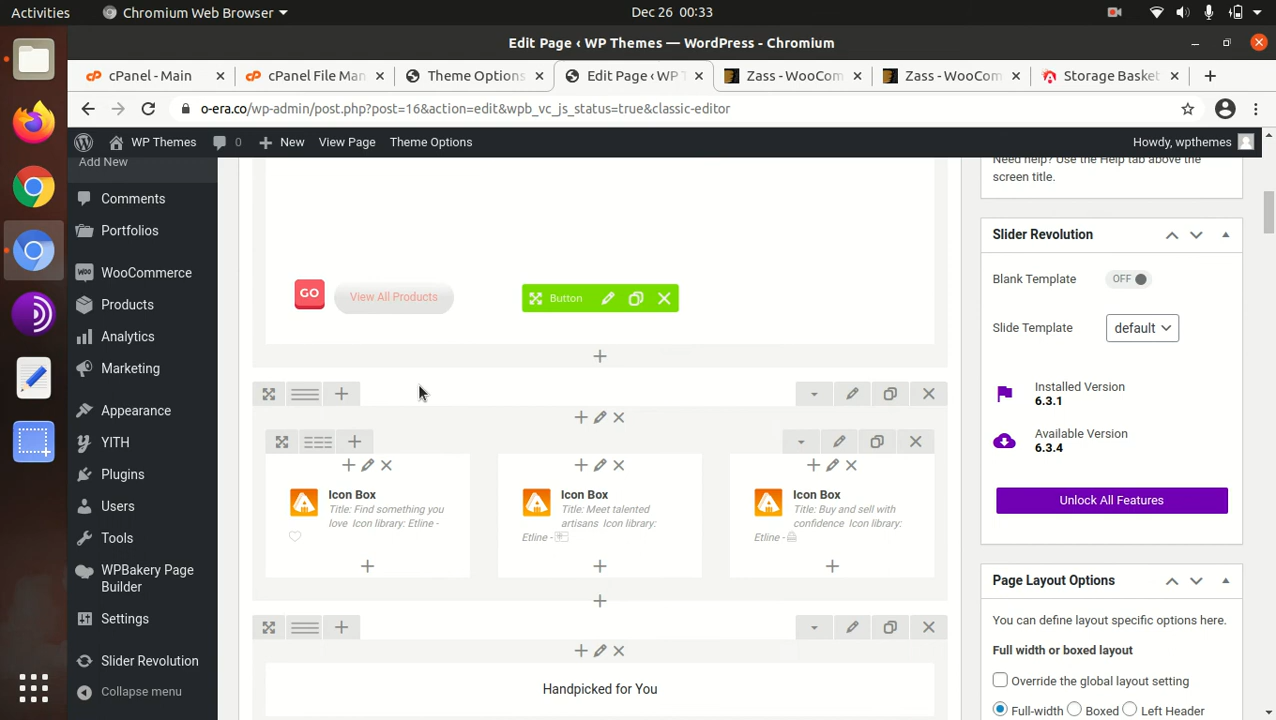 Activities
Chromium Web Browser
Dec 26 00:33
Edit Page ‹ WP Themes — WordPress - Chromium
cPanel - Main
cPanel File Man
Theme Options
Edit Page ‹ WP T
Zass - WooCom
Zass - WooCom
Storage Basket
o-era.co/wp-admin/post.php?post=16&action=edit&wpb_vc_js_status=true&classic-editor
WP Themes
0
New
View Page
Theme Options
Howdy, wpthemes
Add New
Comments
Portfolios
WooCommerce
Products
Analytics
Marketing
Appearance
YITH
Plugins
Users
Tools
WPBakery Page
Builder
Settings
Slider Revolution
Collapse menu
GO
View All Products
Button
Icon Box
Title: Find something you
love Icon library: Etline -
Icon Box
Title: Meet talented
artisans Icon library:
Etline -
Icon Box
Title: Buy and sell with
confidence Icon library:
Etline -
Handpicked for You
Need help? Use the Help tab above the
screen title.
Slider Revolution
Blank Template
OFF
Slide Template
default
Installed Version
6.3.1
Available Version
6.3.4
Unlock All Features
Page Layout Options
You can define layout specific options here.
Full width or boxed layout
Override the global layout setting
Full-width
Boxed
Left Header